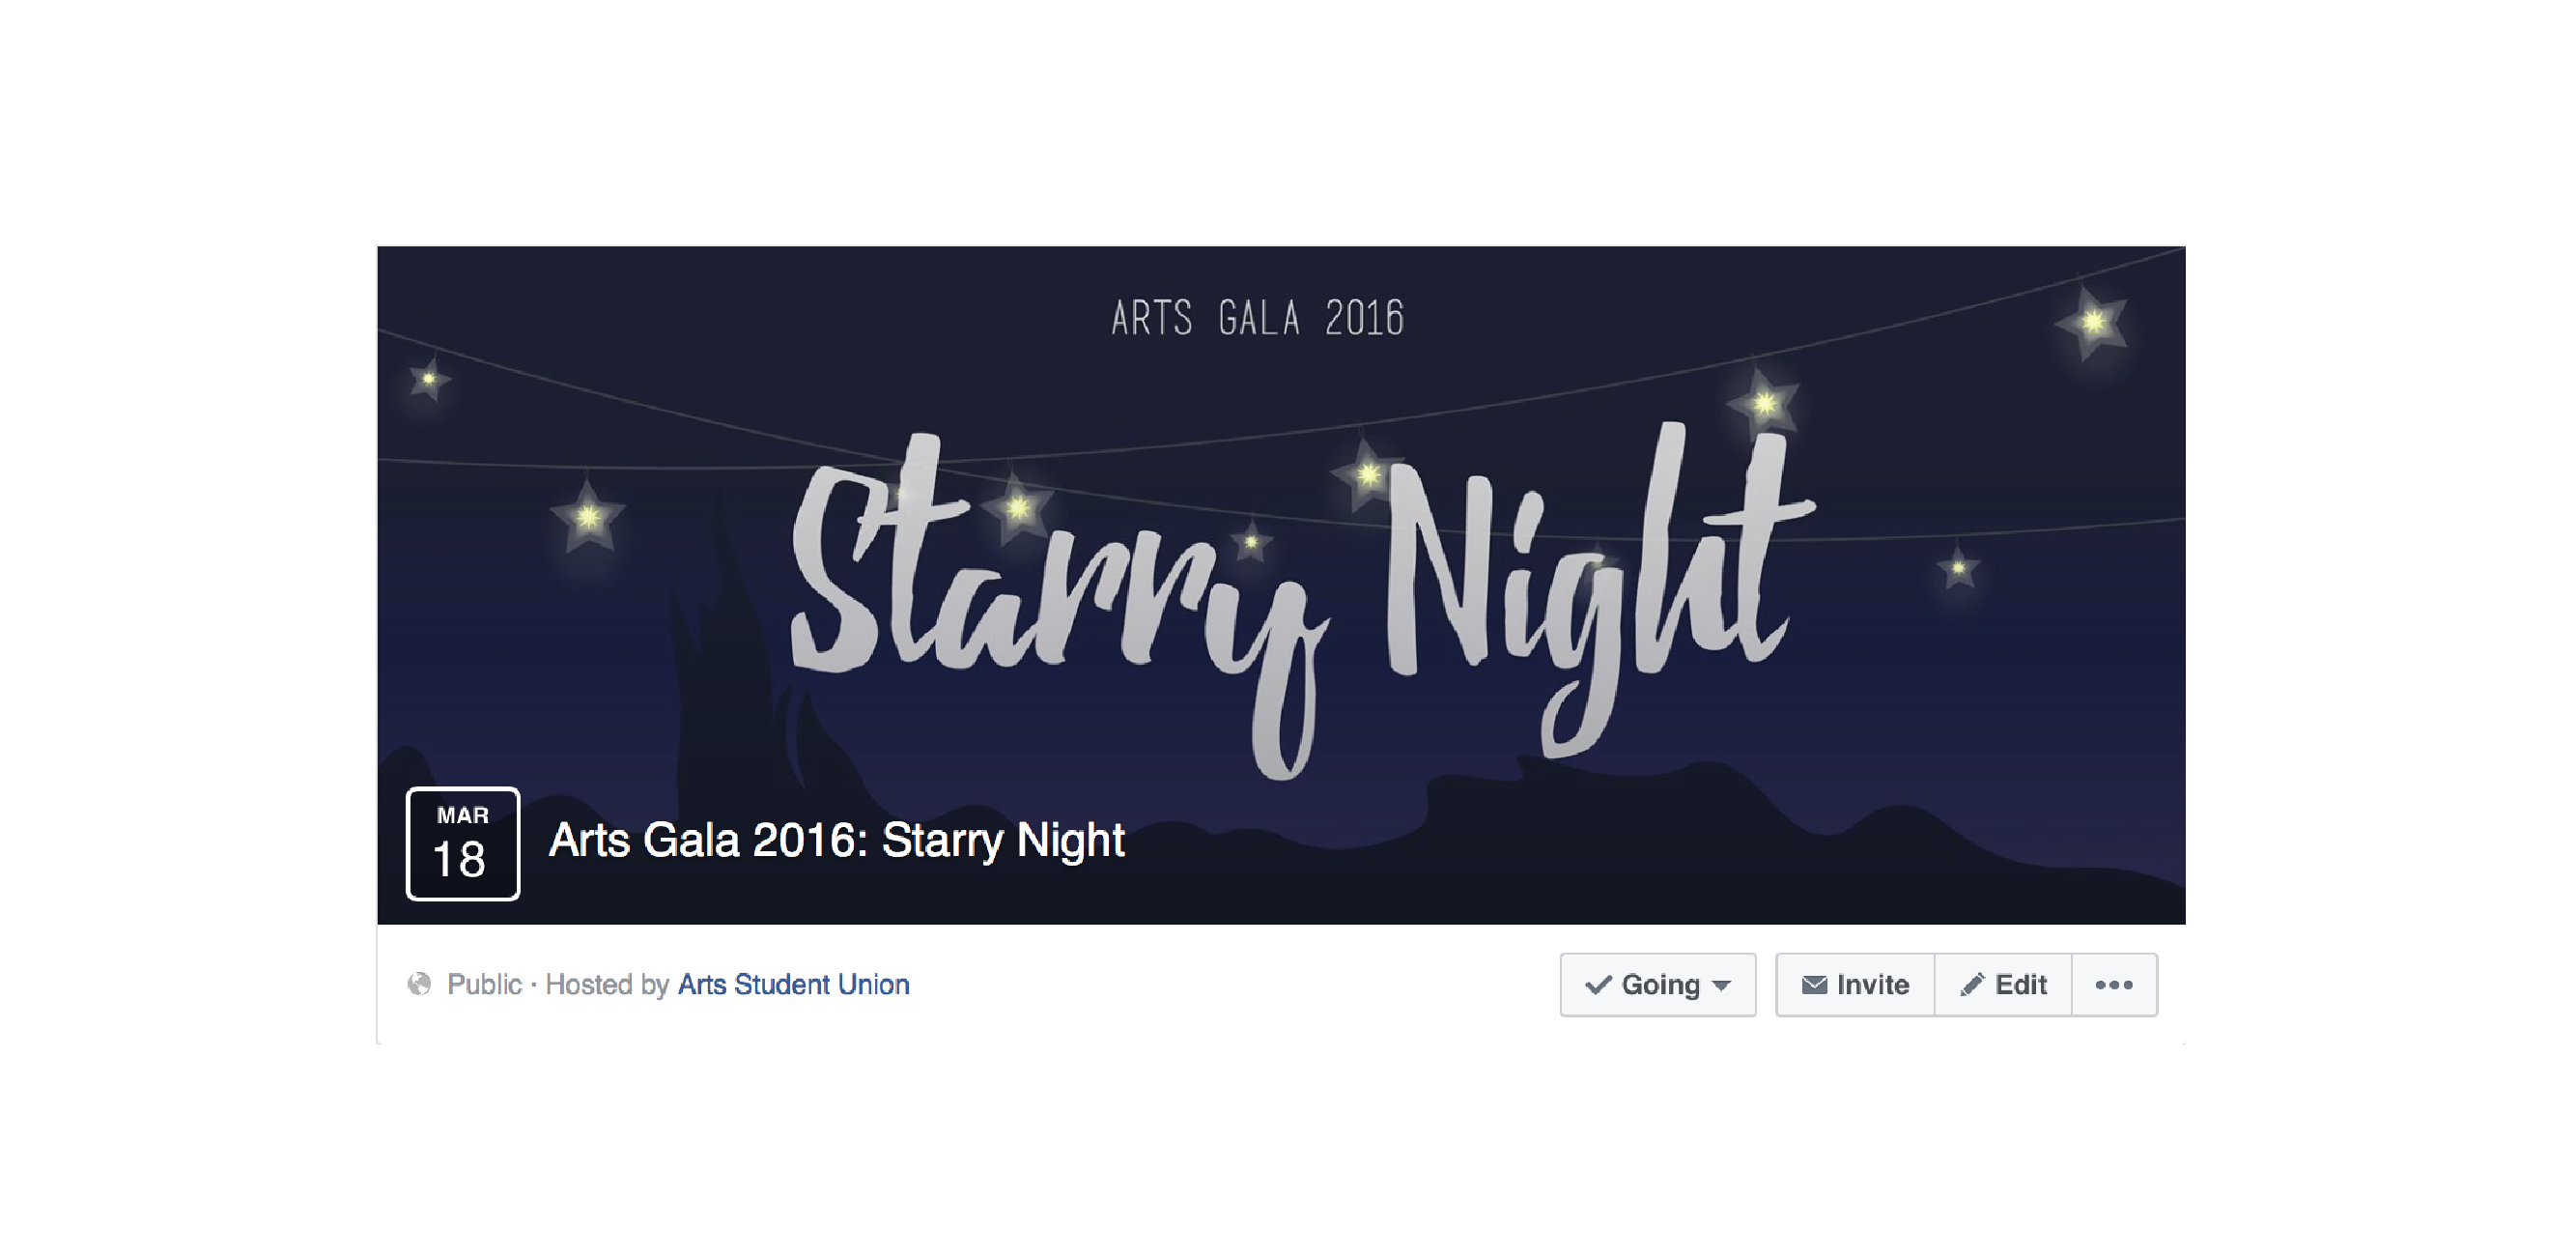 ARTS GALA 2016
Starry Night
MAR
18
Arts Gala 2016: Starry Night
Public · Hosted by Arts Student Union
Going
Invite
Edit